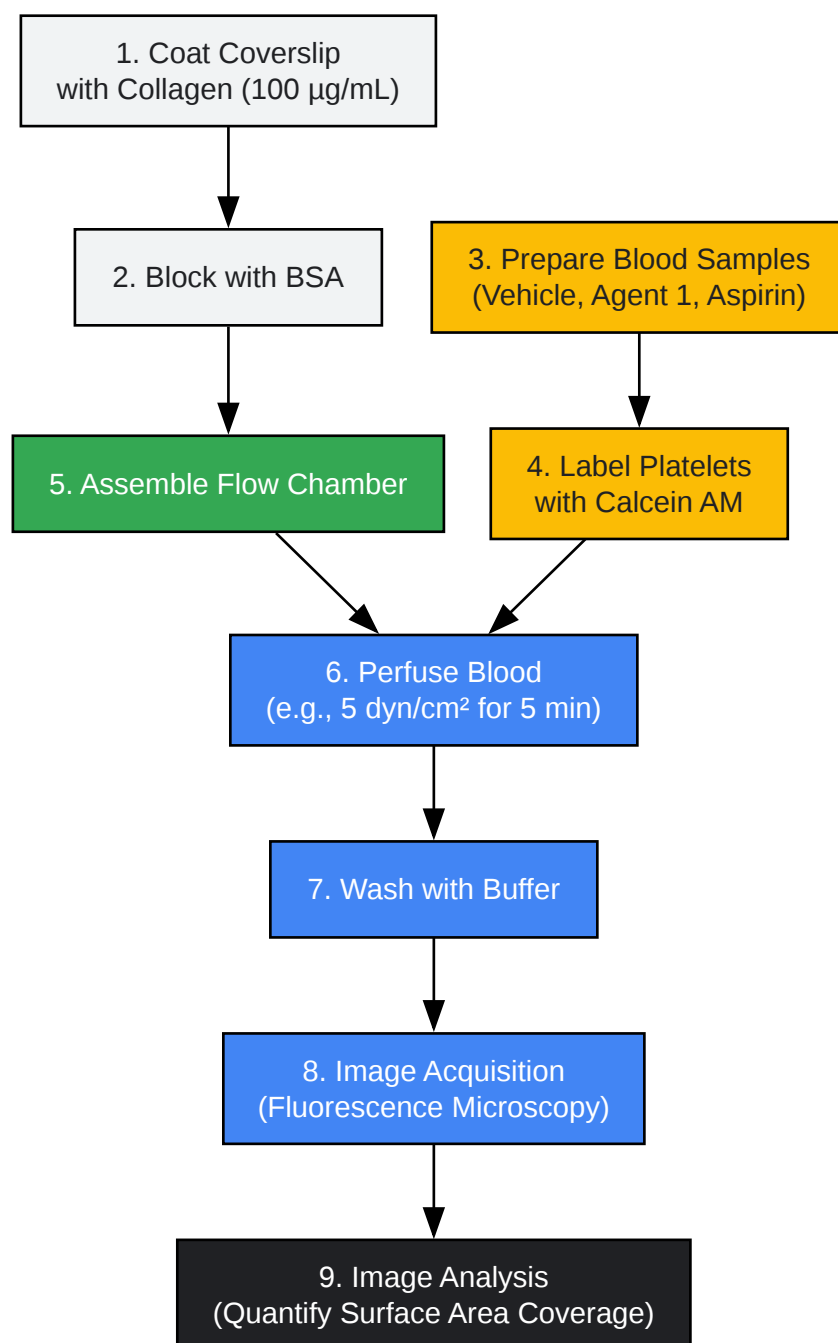 1. Coat Coverslip
with Collagen (100 µg/mL)
2. Block with BSA
3. Prepare Blood Samples
(Vehicle, Agent 1, Aspirin)
4. Label Platelets
with Calcein AM
5. Assemble Flow Chamber
6. Perfuse Blood
(e.g., 5 dyn/cm² for 5 min)
7. Wash with Buffer
8. Image Acquisition
(Fluorescence Microscopy)
9. Image Analysis
(Quantify Surface Area Coverage)